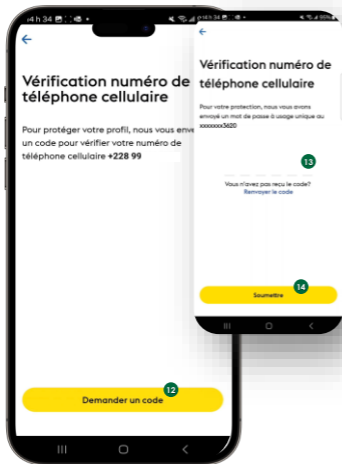 14 h 34
Vérification numéro de
téléphone cellulaire
Pour protéger votre profil, nous vous
un code pour vérifier votre numéro de
téléphone cellulaire +228 99
12
Demander un code
14 h 34
Vérification numéro de
téléphone cellulaire
Pour votre protection, nous vous avons
envoyé un mot de passe à usage unique au
xxxxxxx3620
13
Vous n'avez pas reçu le code?
Renvoyer le code
14
Soumettre